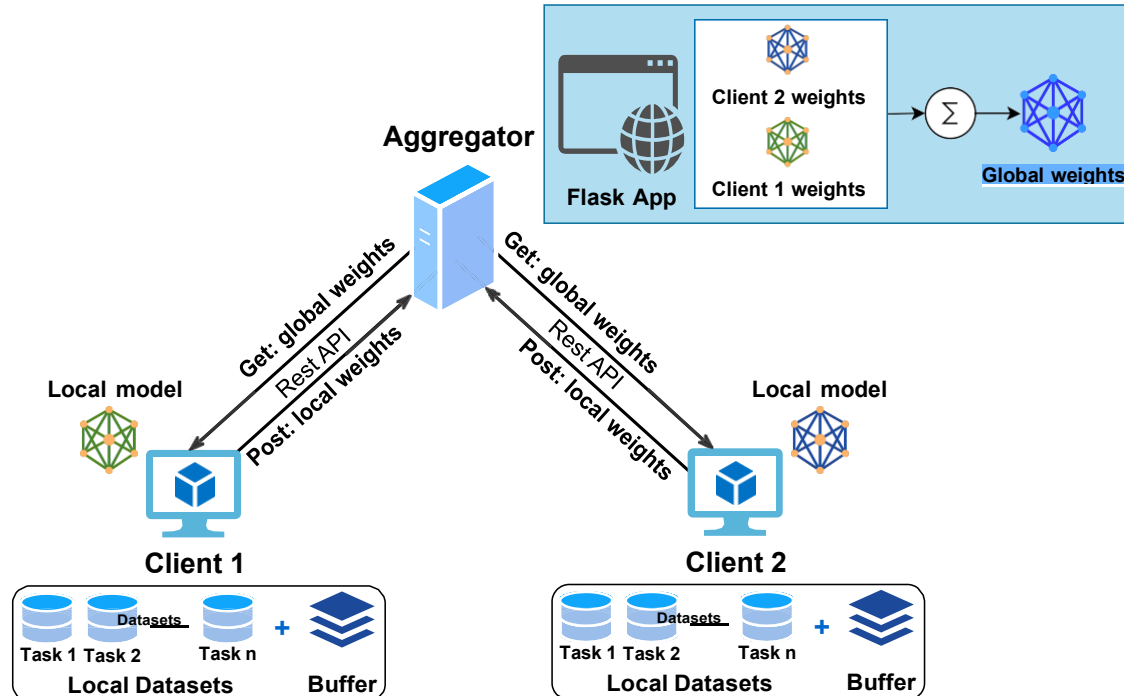 Aggregator
Flask App
Client 2 weights
Client 1 weights
Σ
Global weights
Get: global weights
Rest API
Post: local weights
Get: global weights
Rest API
Post: local weights
Local model
Local model
Client 1
Client 2
Task 1
Task 2
Datasets
Task n
+
Local Datasets
Buffer
Task 1
Task 2
Datasets
Task n
+
Local Datasets
Buffer